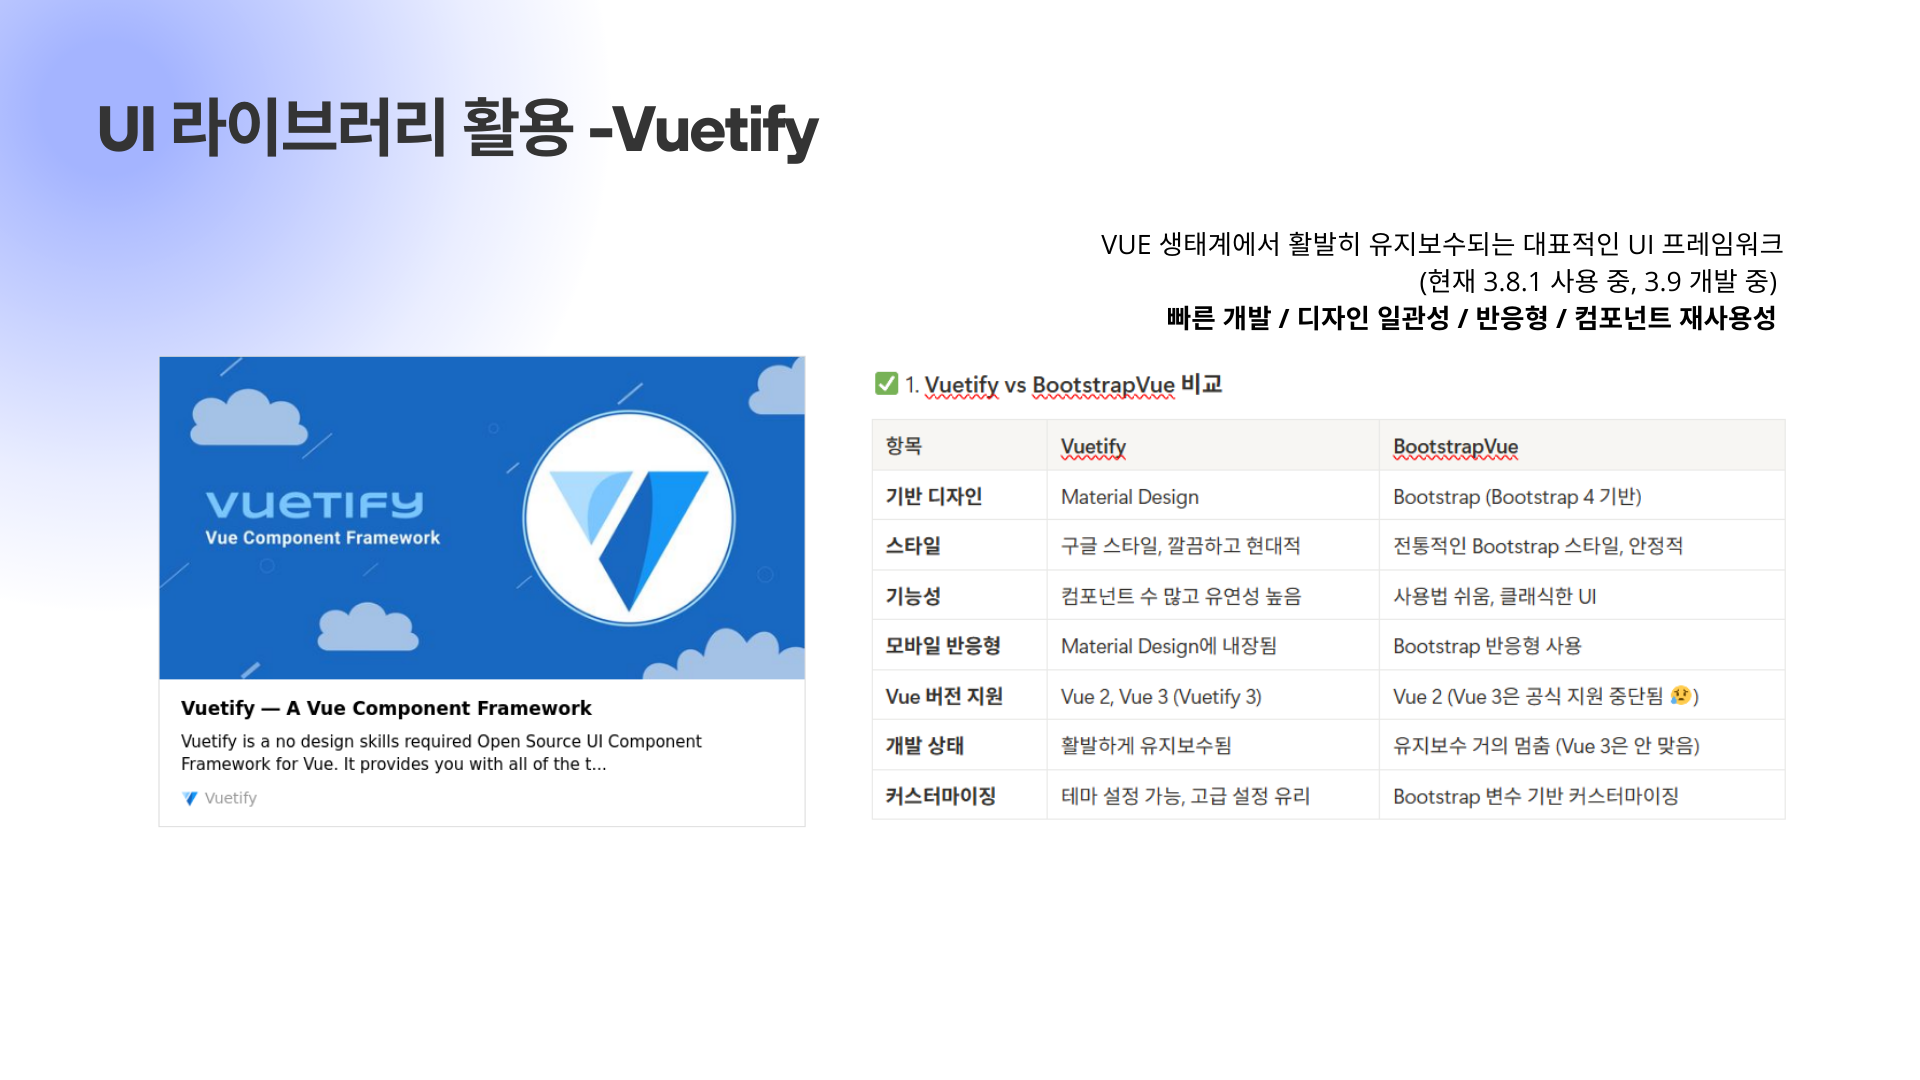 UI 라이브러리 활용 -Vuetify
VUE 생태계에서 활발히 유지보수되는 대표적인 UI 프레임워크
(현재 3.8.1 사용 중, 3.9 개발 중)
빠른 개발 / 디자인 일관성 / 반응형 / 컴포넌트 재사용성
VUETIFY
Vue Component Framework
Vuetify — A Vue Component Framework
Vuetify is a no design skills required Open Source UI Component
Framework for Vue. It provides you with all of the t...
Vuetify
✅ 1. Vuetify vs BootstrapVue 비교
항목 Vuetify BootstrapVue
기반 디자인 Material Design Bootstrap (Bootstrap 4 기반)
스타일 구글 스타일, 깔끔하고 현대적 전통적인 Bootstrap 스타일, 안정적
기능성 컴포넌트 수 많고 유연성 높음 사용법 쉬움, 클래식한 UI
모바일 반응형 Material Design에 내장됨 Bootstrap 반응형 사용
Vue 버전 지원 Vue 2, Vue 3 (Vuetify 3) Vue 2 (Vue 3은 공식 지원 중단됨 😥)
개발 상태 활발하게 유지보수됨 유지보수 거의 멈춤 (Vue 3은 안 맞음)
커스터마이징 테마 설정 가능, 고급 설정 유리 Bootstrap 변수 기반 커스터마이징